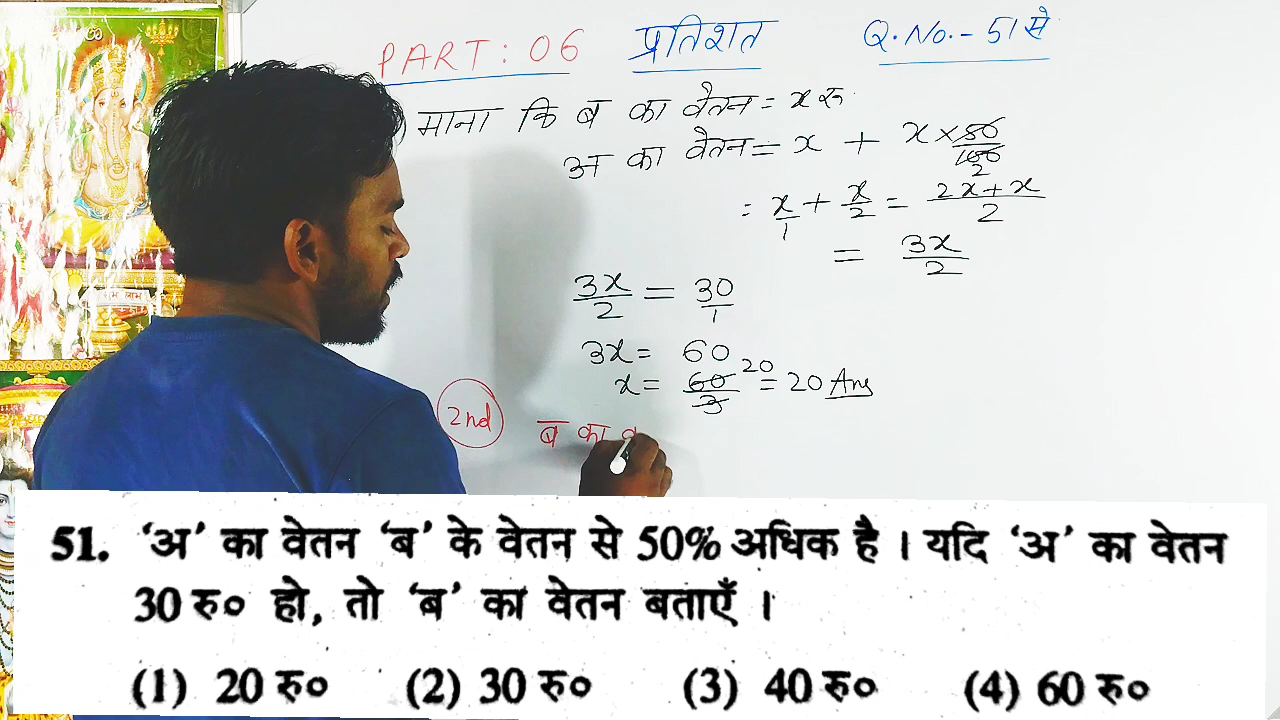 PART : 06 प्रतिशत Q. No. - 51 से
माना कि ब का वेतन = x रू
अ का वेतन = x + x × 50/100 2
= x/1 + x/2 = 2x + x/2
= 3x/2
3x/2 = 30/1
3x = 60
x = 60/3 20 = 20 Ans
2nd ब का
51. ‘अ’ का वेतन ‘ब’ के वेतन से 50% अधिक है । यदि ‘अ’ का वेतन
30 रु० हो, तो ‘ब’ का वेतन बताएँ ।
(1) 20 रु० (2) 30 रु० (3) 40 रु० (4) 60 रु०